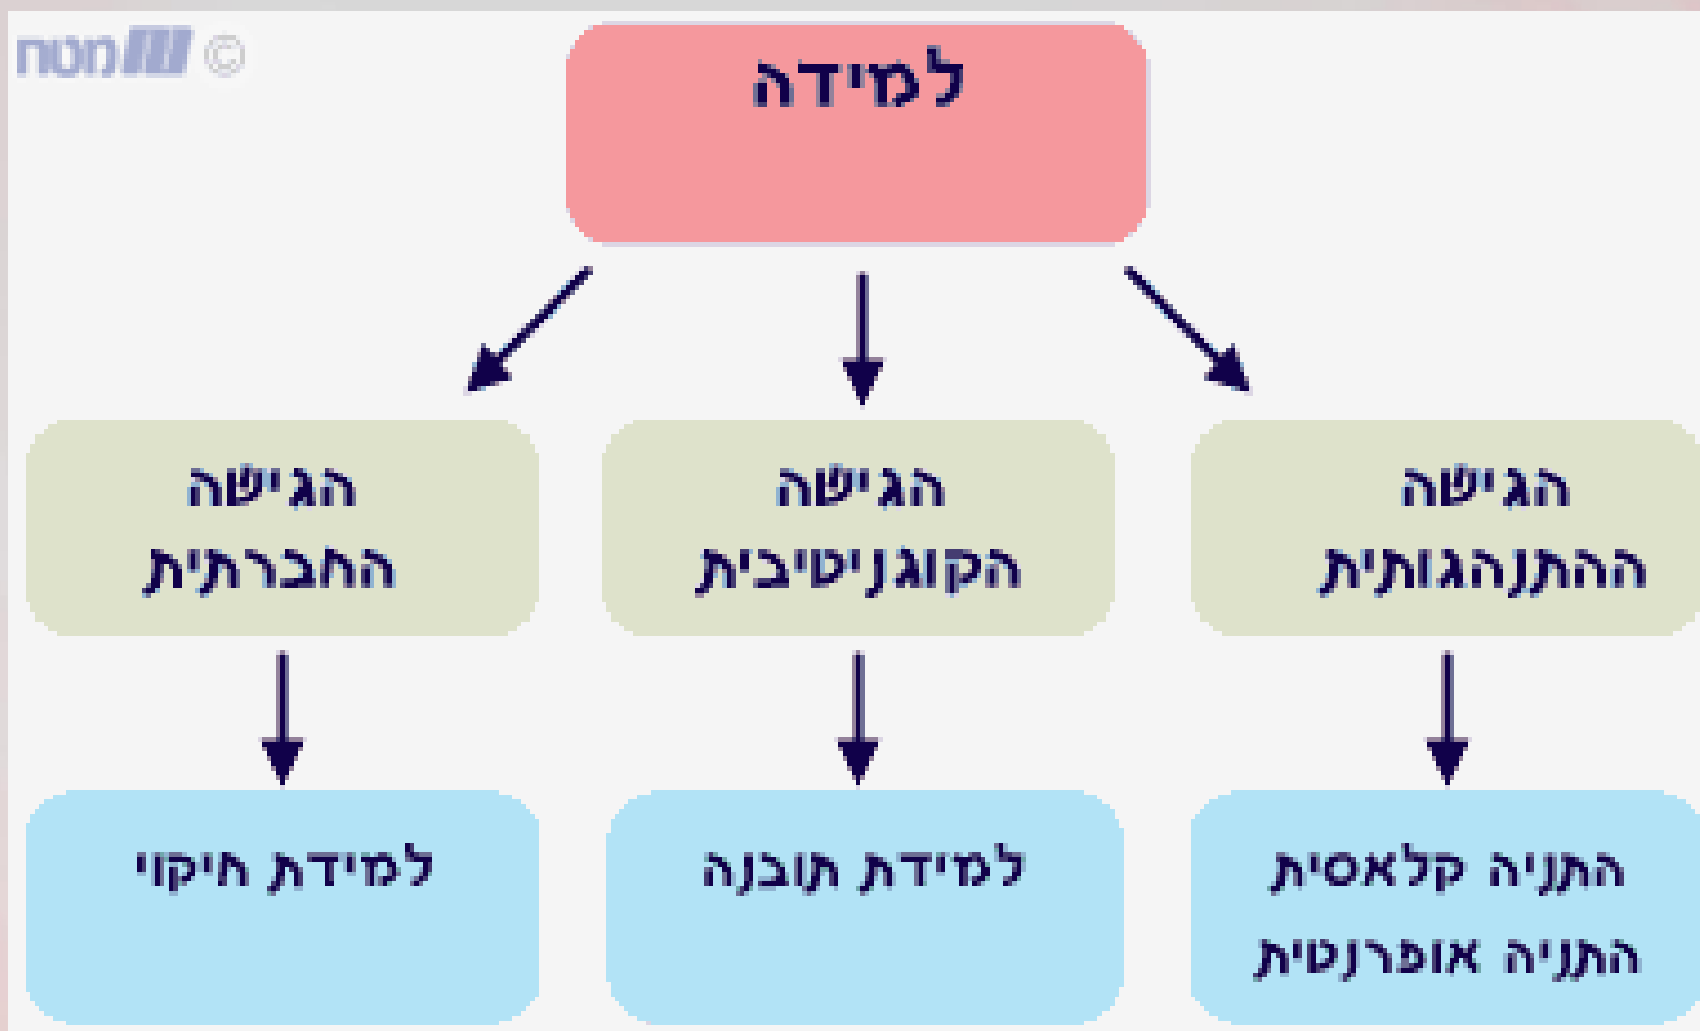 © מטח
למידה
הגישה
ההתנהגותית
הגישה
הקוגניטיבית
הגישה
החברתית
התניה קלאסית
התניה אופרנטית
למידת תובנה
למידת חיקוי